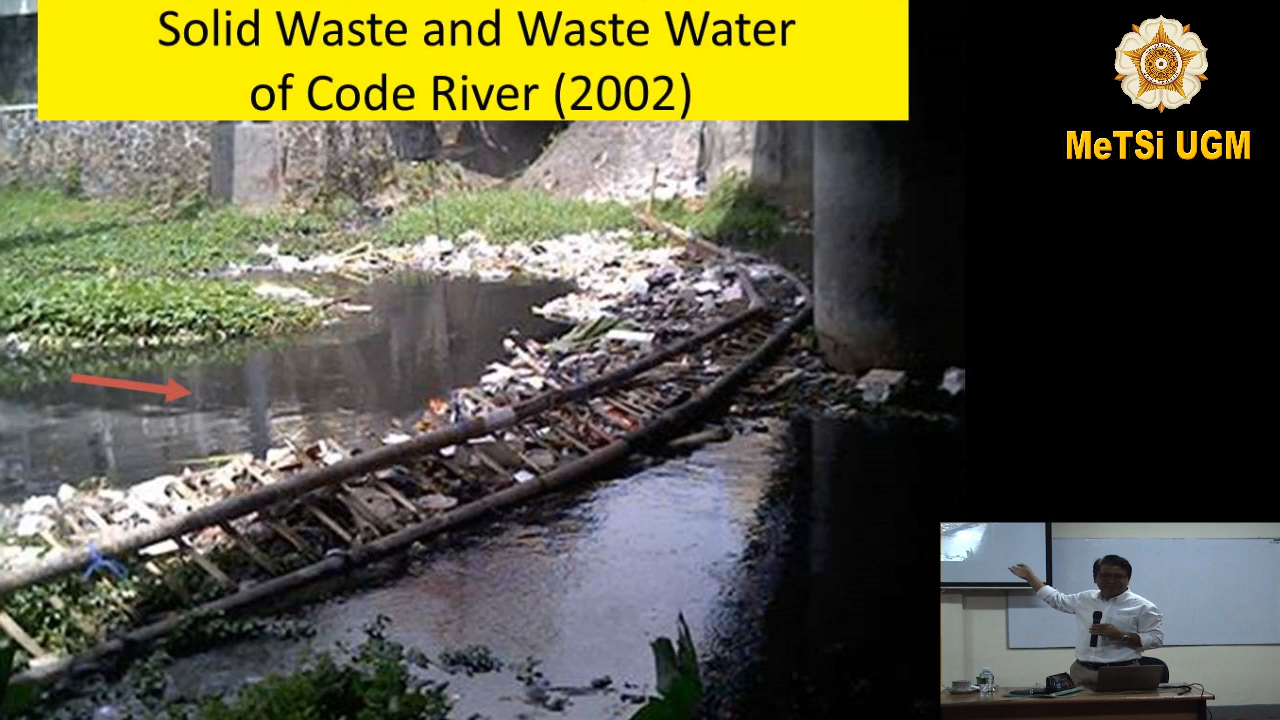 Solid Waste and Waste Water
of Code River (2002)
MeTSi UGM